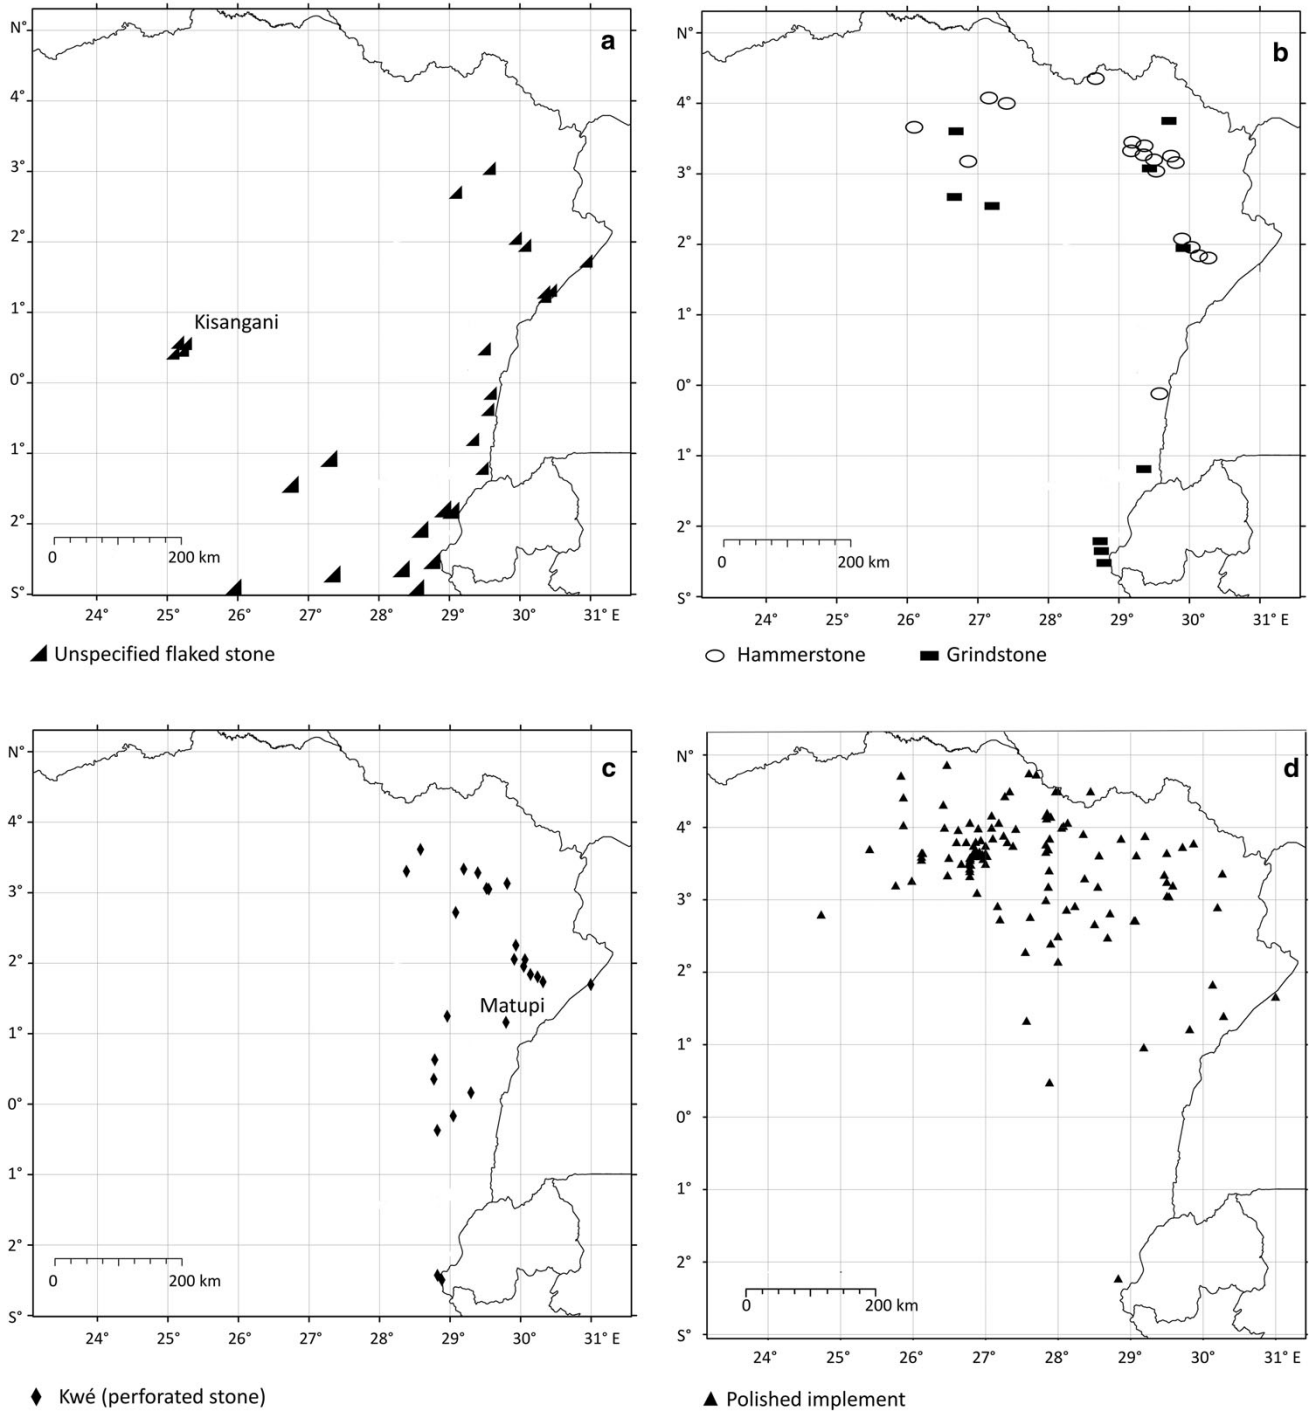 a
N°
4°
3°
2°
1°
0°
1°
2°
S°
Kisangani
0 200 km
24° 25° 26° 27° 28° 29° 30° 31° E
Unspecified flaked stone
b
N°
4°
3°
2°
1°
0°
1°
2°
S°
0 200 km
24° 25° 26° 27° 28° 29° 30° 31° E
Hammerstone Grindstone
c
N°
4°
3°
2°
1°
0°
1°
2°
S°
Matupi
0 200 km
24° 25° 26° 27° 28° 29° 30° 31° E
Kwé (perforated stone)
d
N°
4°
3°
2°
1°
0°
1°
2°
S°
0 200 km
24° 25° 26° 27° 28° 29° 30° 31° E
Polished implement